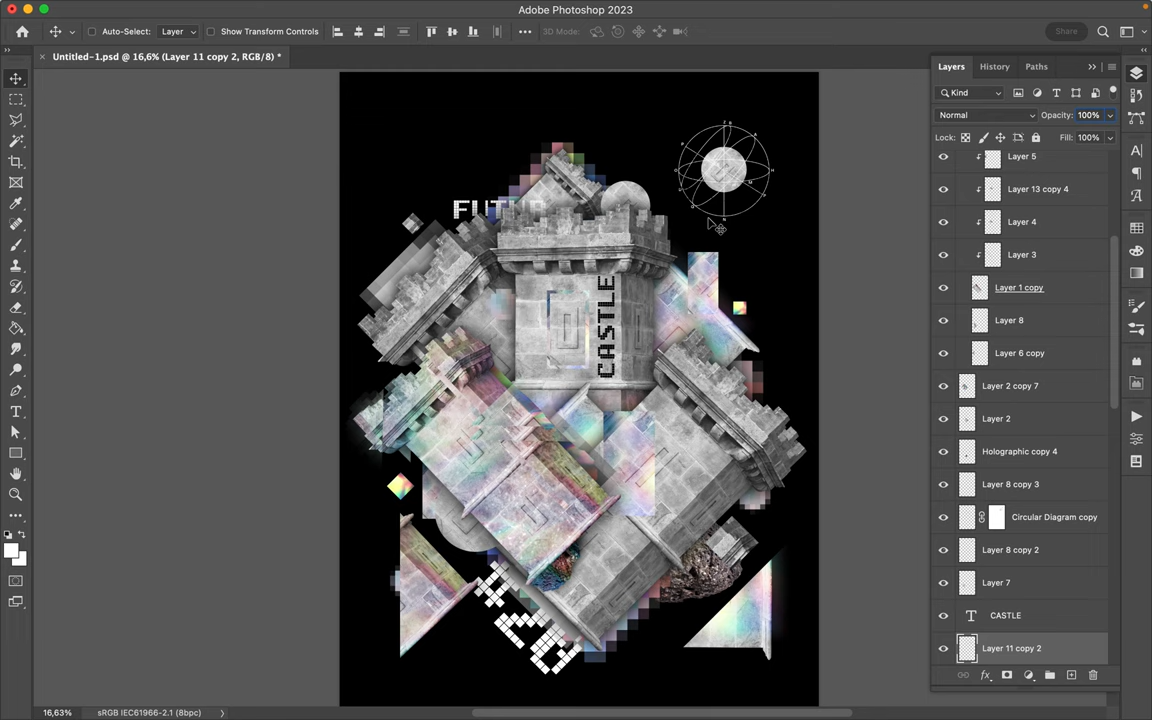 Adobe Photoshop 2023
Auto-Select: Layer Show Transform Controls 3D Mode: Share
Untitled-1.psd @ 16,6% (Layer 11 copy 2, RGB/8) *
Layers History Paths
Kind
Normal Opacity: 100%
Lock: Fill: 100%
Layer 5
Layer 13 copy 4
Layer 4
Layer 3
Layer 1 copy
Layer 8
Layer 6 copy
Layer 2 copy 7
Layer 2
Holographic copy 4
Layer 8 copy 3
Circular Diagram copy
Layer 8 copy 2
Layer 7
CASTLE
Layer 11 copy 2
FUTUR
CASTLE
16,63% sRGB IEC61966-2.1 (8bpc)